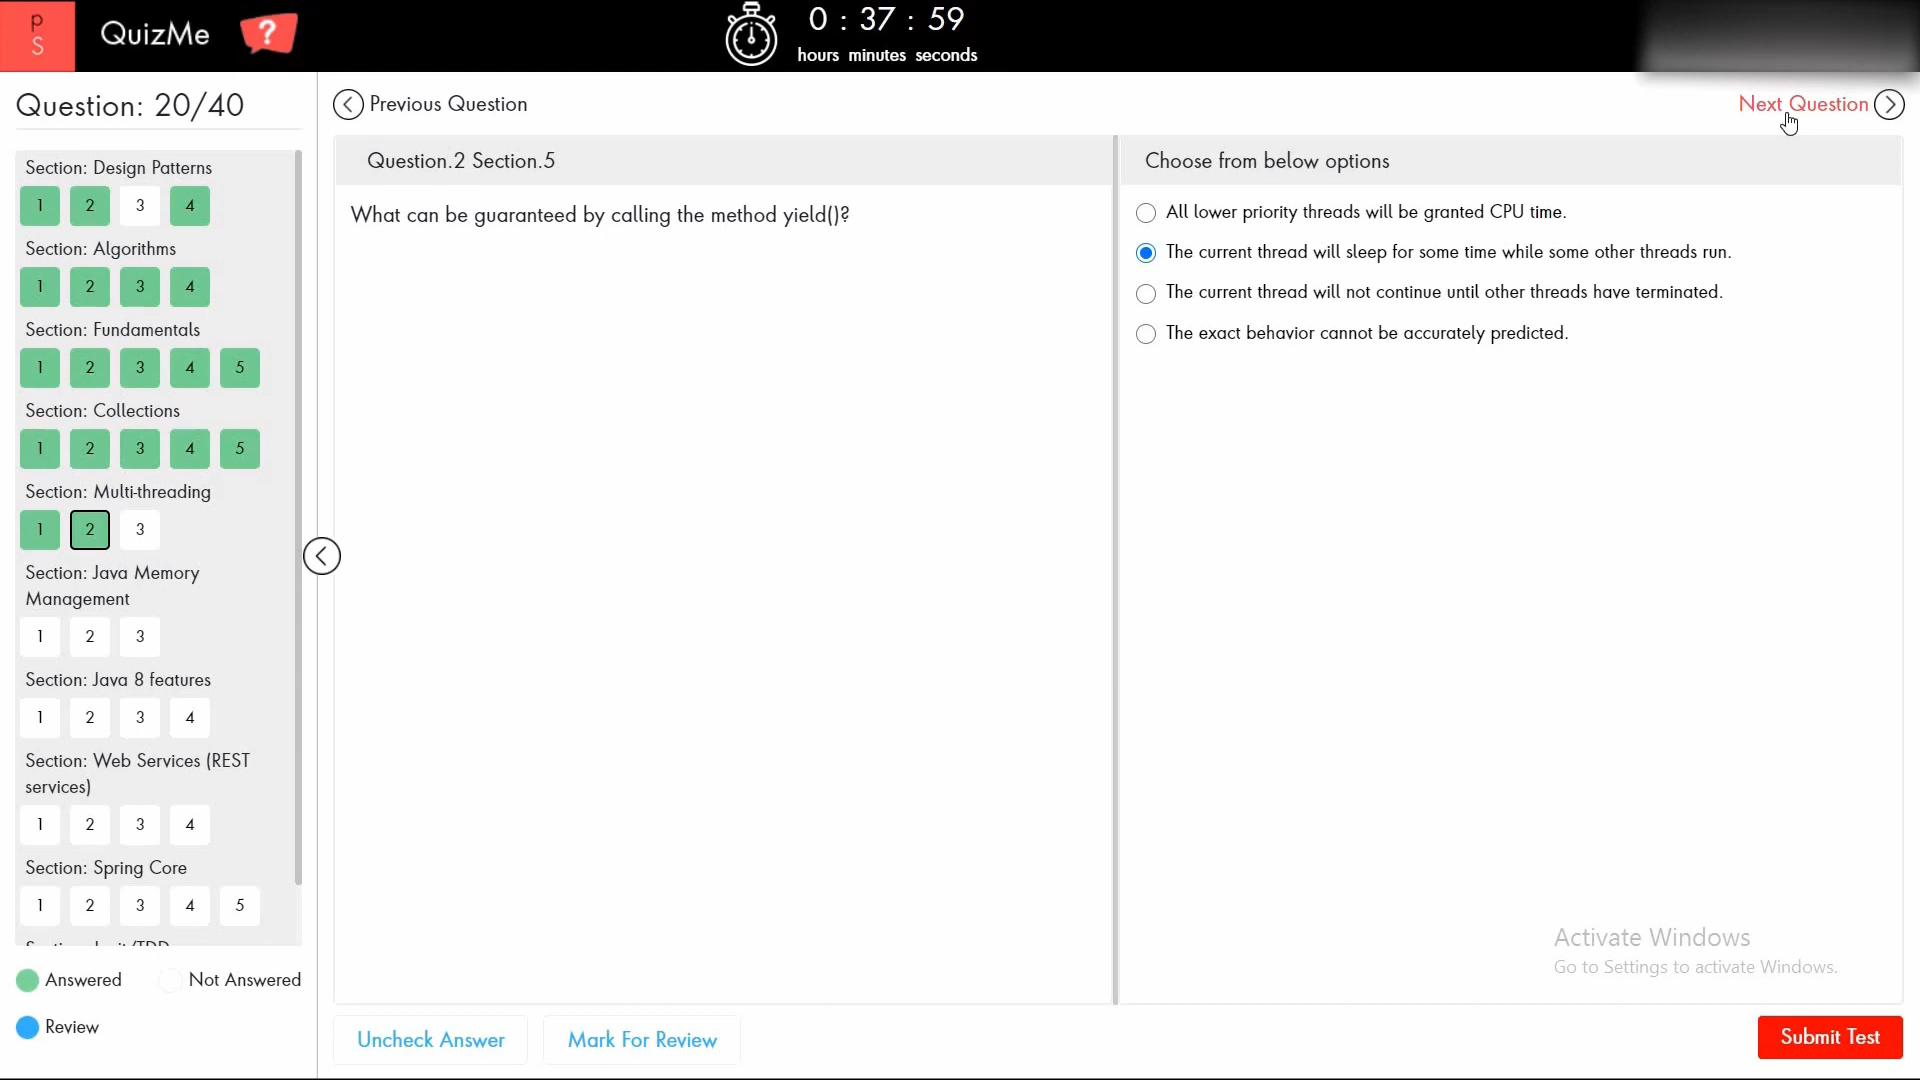 p
S
QuizMe
?
0 : 37 : 59
hours minutes seconds
Question: 20/40
Previous Question
Next Question
Section: Design Patterns
1 2 3 4
Section: Algorithms
1 2 3 4
Section: Fundamentals
1 2 3 4 5
Section: Collections
1 2 3 4 5
Section: Multi-threading
1 2 3
Section: Java Memory
Management
1 2 3
Section: Java 8 features
1 2 3 4
Section: Web Services (REST
services)
1 2 3 4
Section: Spring Core
1 2 3 4 5
Answered Not Answered
Review
Question.2 Section.5
What can be guaranteed by calling the method yield()?
Choose from below options
All lower priority threads will be granted CPU time.
The current thread will sleep for some time while some other threads run.
The current thread will not continue until other threads have terminated.
The exact behavior cannot be accurately predicted.
Activate Windows
Go to Settings to activate Windows.
Uncheck Answer
Mark For Review
Submit Test